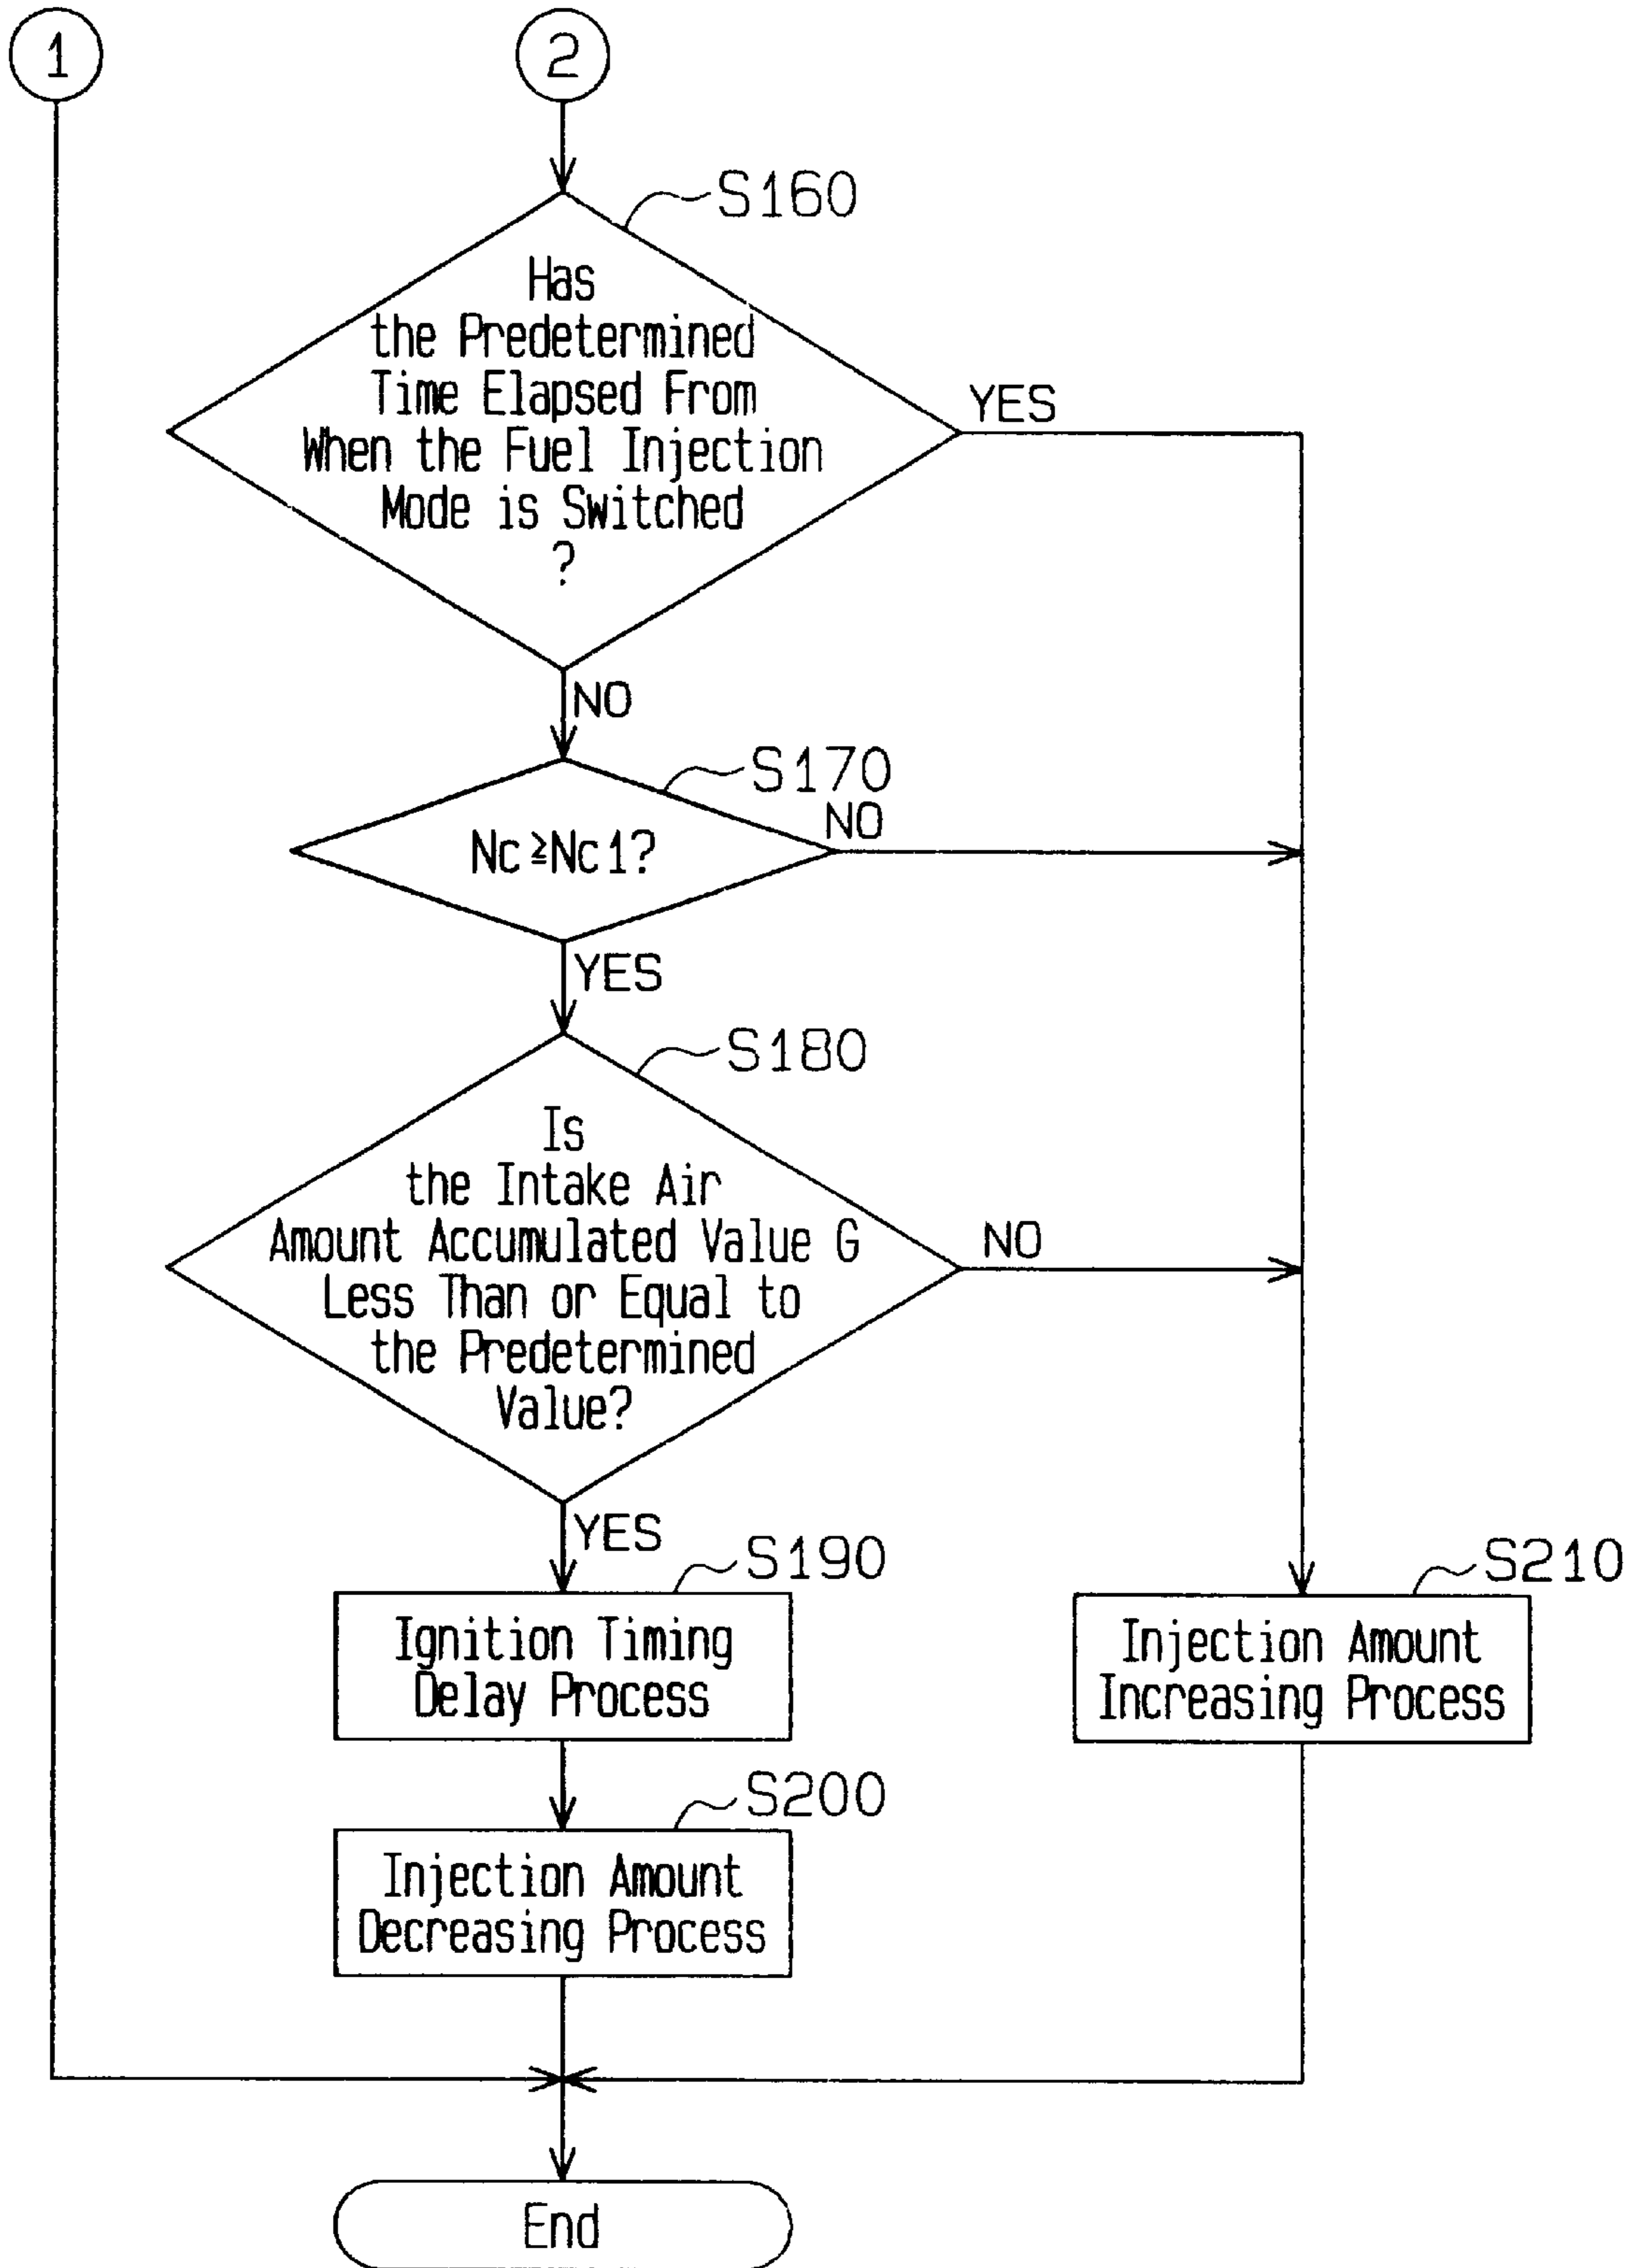 1
2
S160
Has
the Predetermined
Time Elapsed From
When the Fuel Injection
Mode is Switched
?
YES
NO
S170
Nc≧Nc1?
NO
YES
S180
Is
the Intake Air
Amount Accumulated Value G
Less Than or Equal to
the Predetermined
Value?
NO
YES
S190
Ignition Timing
Delay Process
S210
Injection Amount
Increasing Process
S200
Injection Amount
Decreasing Process
End